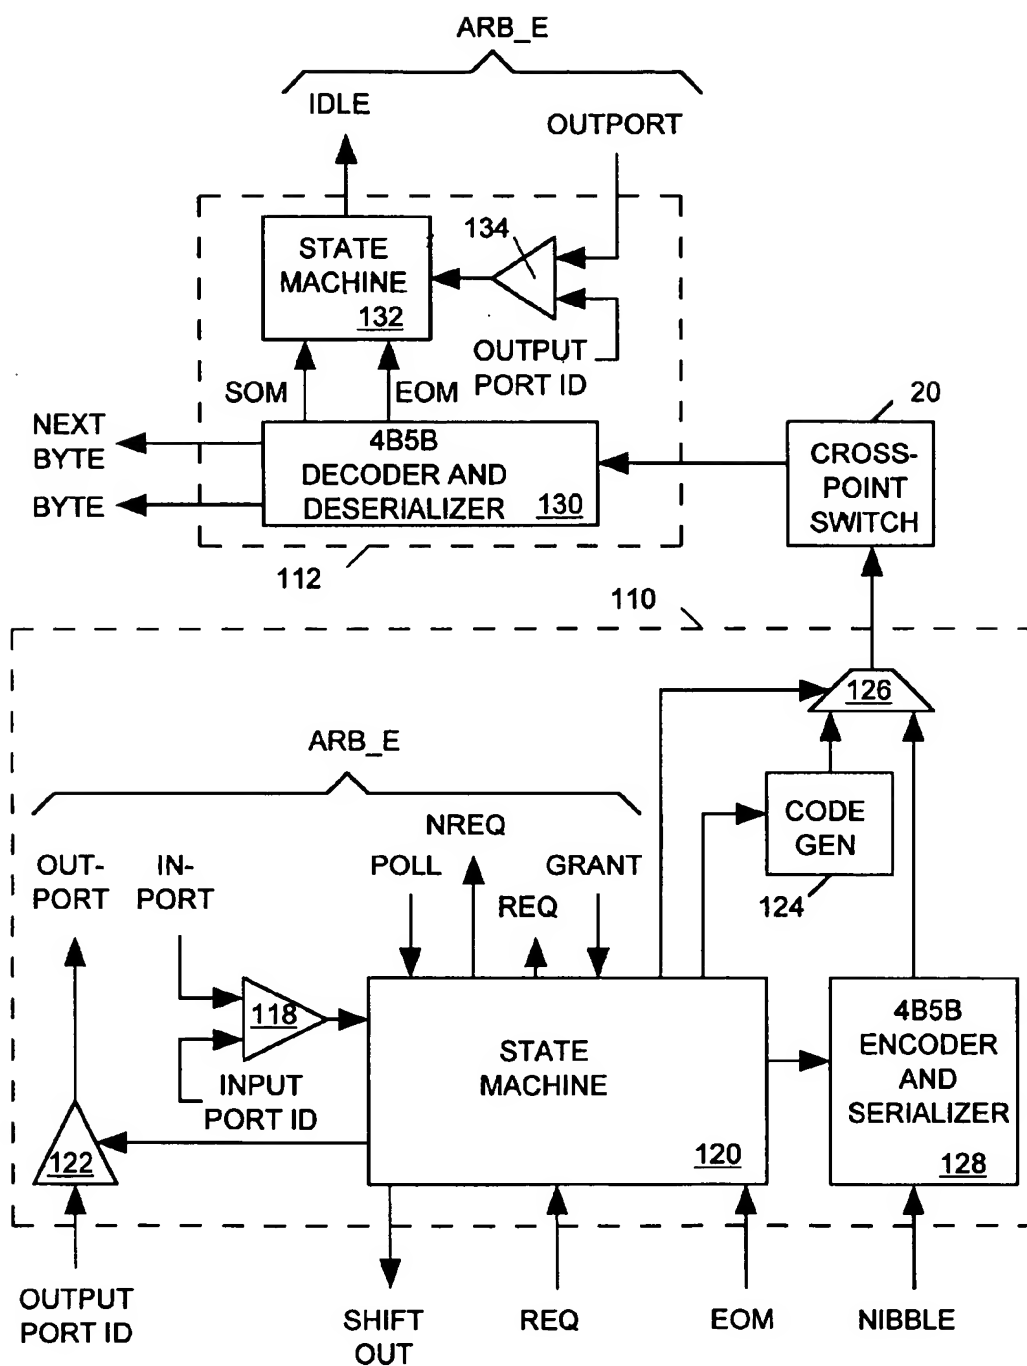 ARB_E
IDLE
OUTPORT
134
STATE
MACHINE
132
OUTPUT
PORT ID
SOM
EOM
20
NEXT
BYTE
BYTE
4B5B
DECODER AND
DESERIALIZER
130
CROSS-
POINT
SWITCH
112
110
126
ARB_E
CODE
GEN
124
OUT-
PORT
IN-
PORT
POLL
NREQ
REQ
GRANT
118
INPUT
PORT ID
STATE
MACHINE
120
4B5B
ENCODER
AND
SERIALIZER
128
122
OUTPUT
PORT ID
SHIFT
OUT
REQ
EOM
NIBBLE